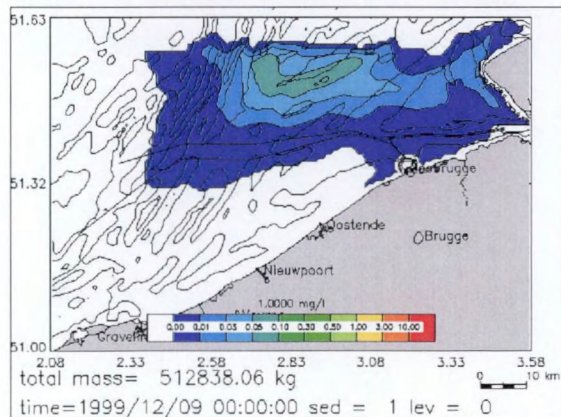 51.63
51.32
Zeebrugge
Oostende
Brugge
Nieuwpoort
1.0000 mg/l
0.00 0.01 0.03 0.05 0.10 0.30 0.50 1.00 3.00 10.00
51.00
2.08 2.33 2.58 2.83 3.08 3.33 3.58
total mass= 512838.06 kg
0 10 km
time=1999/12/09 00:00:00 sed = 1 lev = 0